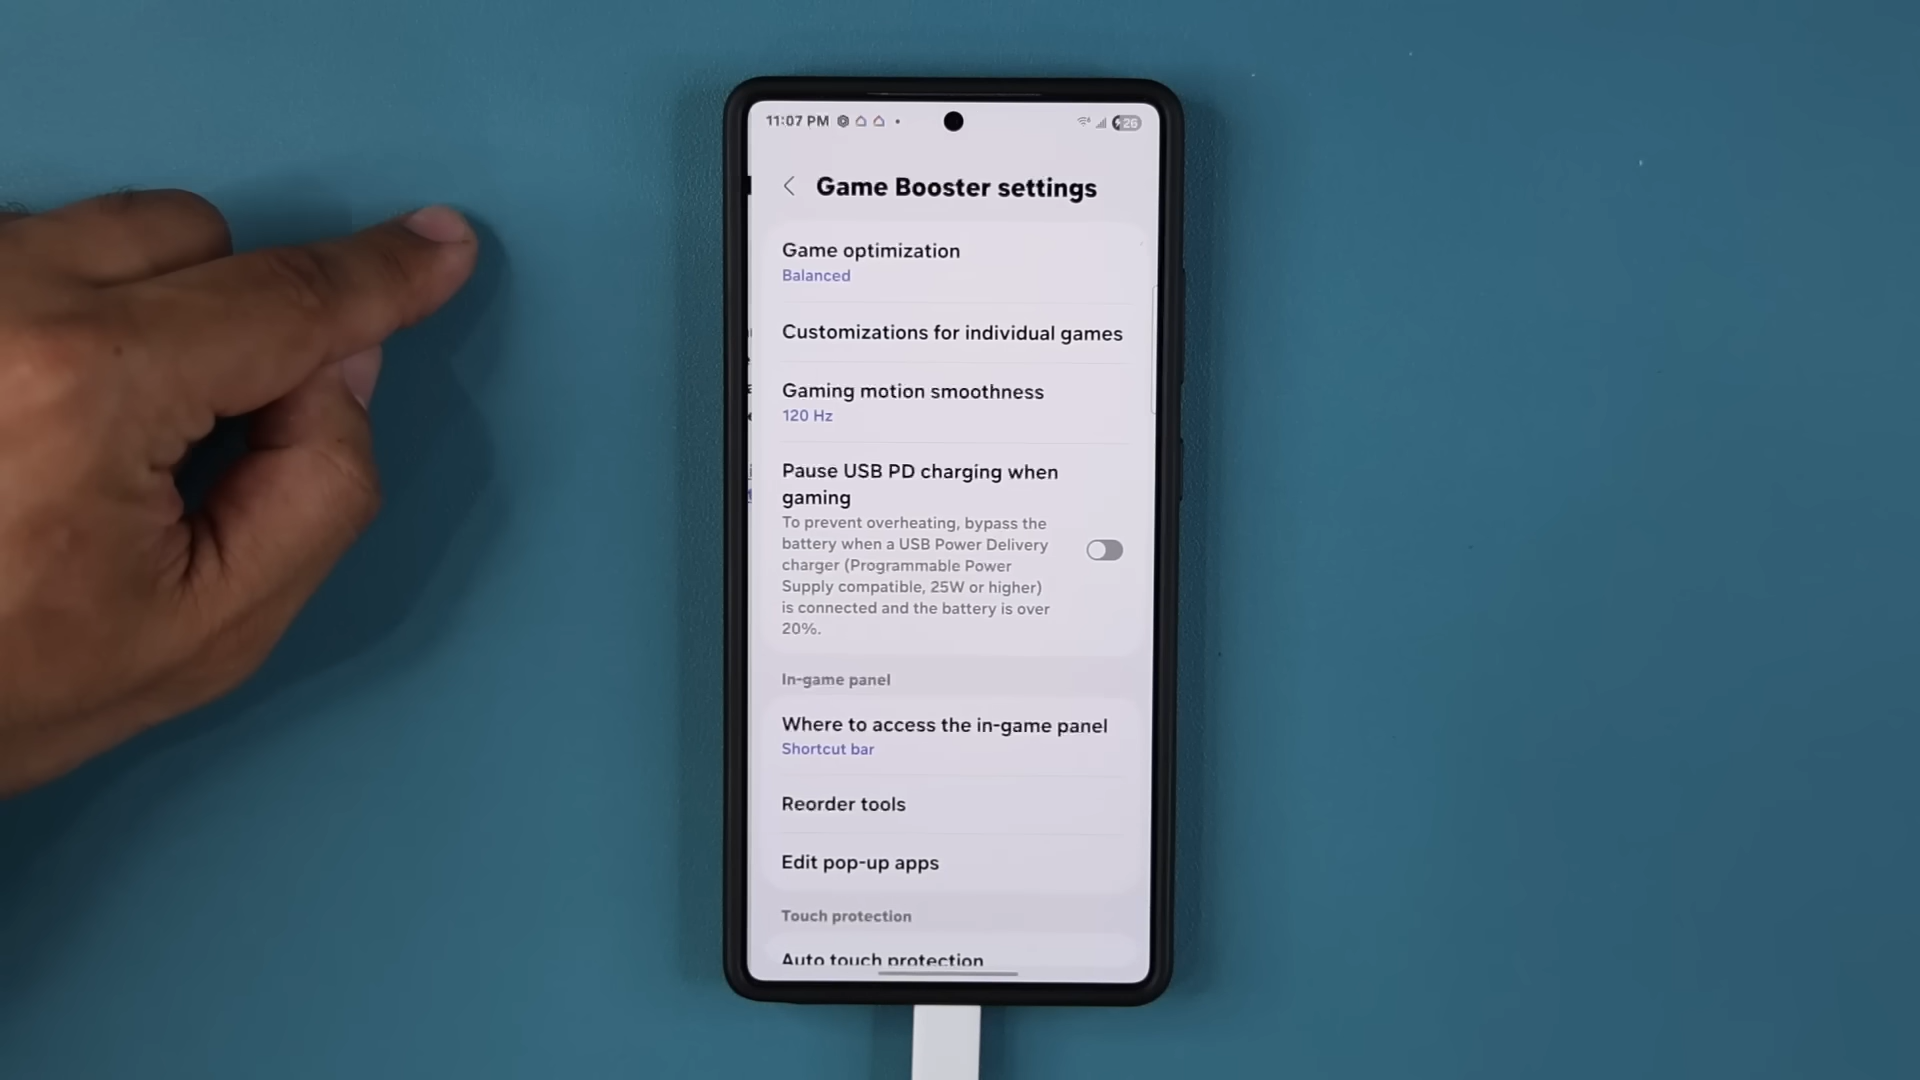 11:07 PM
26
Game Booster settings
Game optimization
Balanced
Customizations for individual games
Gaming motion smoothness
120 Hz
Pause USB PD charging when
gaming
To prevent overheating, bypass the
battery when a USB Power Delivery
charger (Programmable Power
Supply compatible, 25W or higher)
is connected and the battery is over
20%.
In-game panel
Where to access the in-game panel
Shortcut bar
Reorder tools
Edit pop-up apps
Touch protection
Auto touch protection